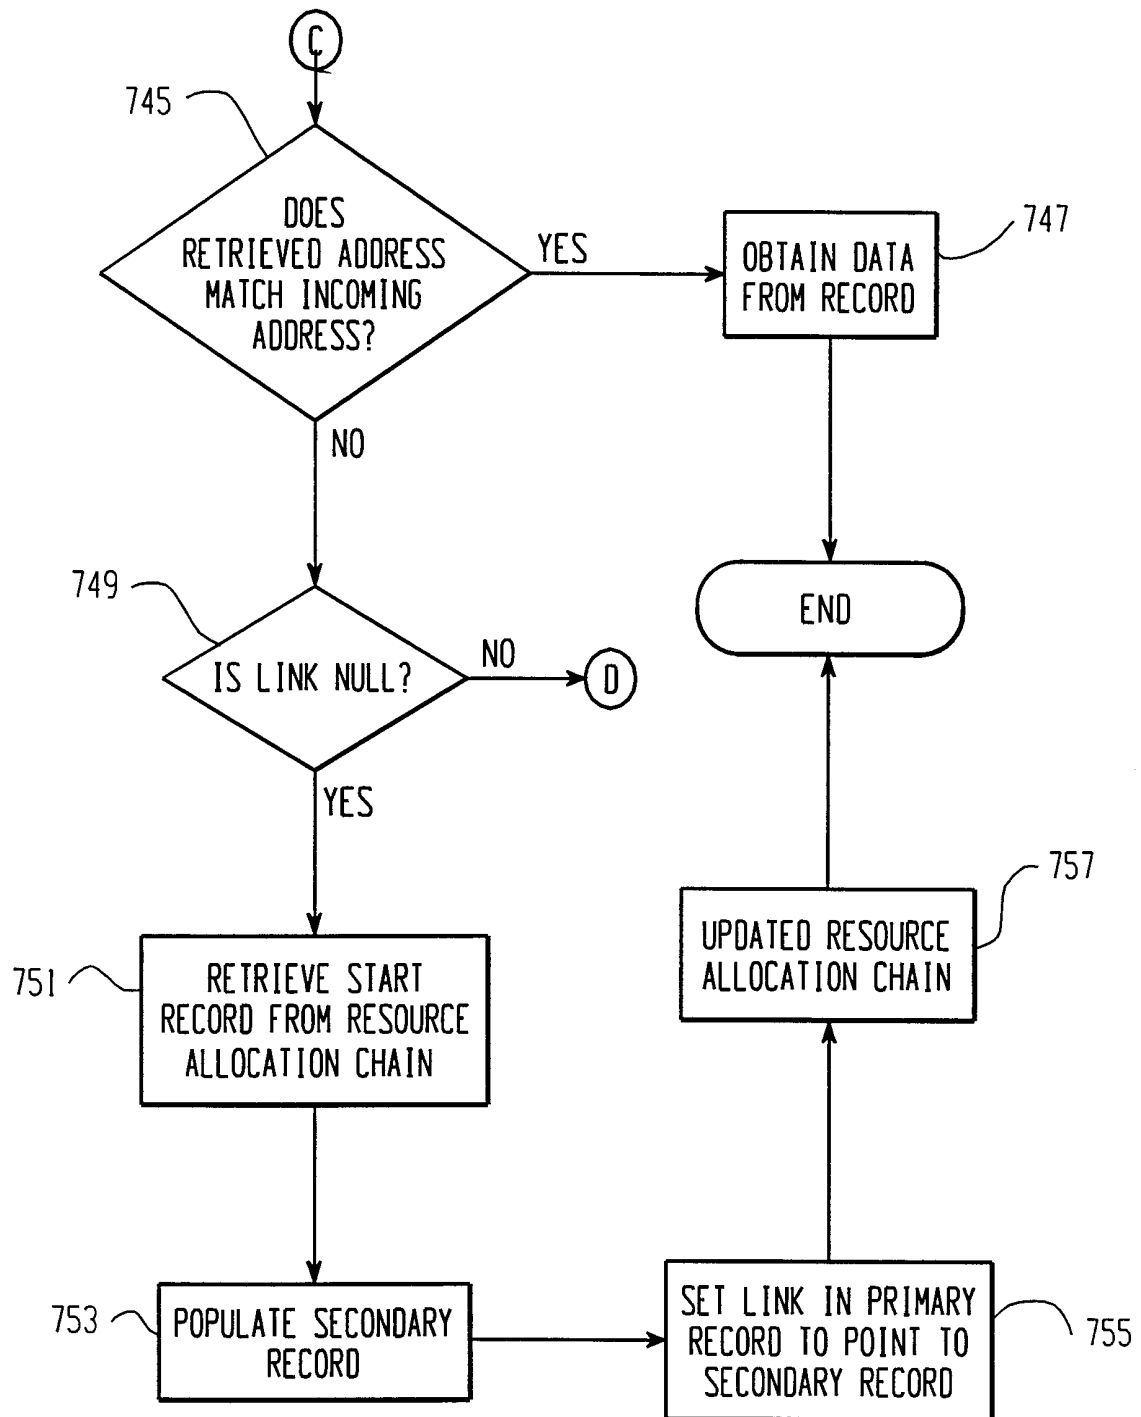 C
745
DOES
RETRIEVED ADDRESS
MATCH INCOMING
ADDRESS?
YES
747
OBTAIN DATA
FROM RECORD
NO
749
IS LINK NULL?
NO
D
END
YES
751
RETRIEVE START
RECORD FROM RESOURCE
ALLOCATION CHAIN
757
UPDATED RESOURCE
ALLOCATION CHAIN
753
POPULATE SECONDARY
RECORD
SET LINK IN PRIMARY
RECORD TO POINT TO
SECONDARY RECORD
755